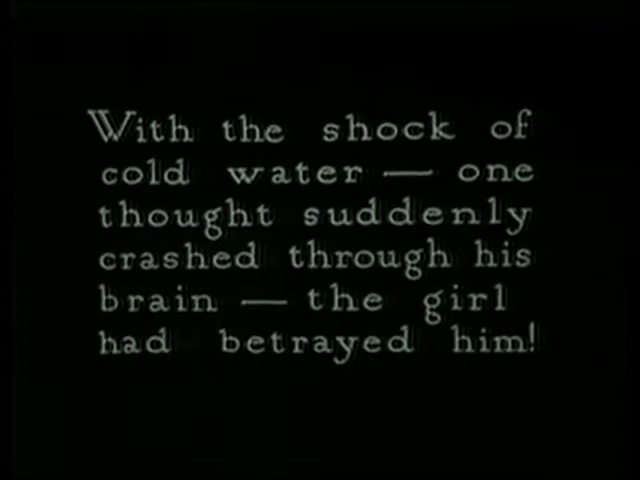 With the shock of
cold water — one
thought suddenly
crashed through his
brain — the girl
had betrayed him!